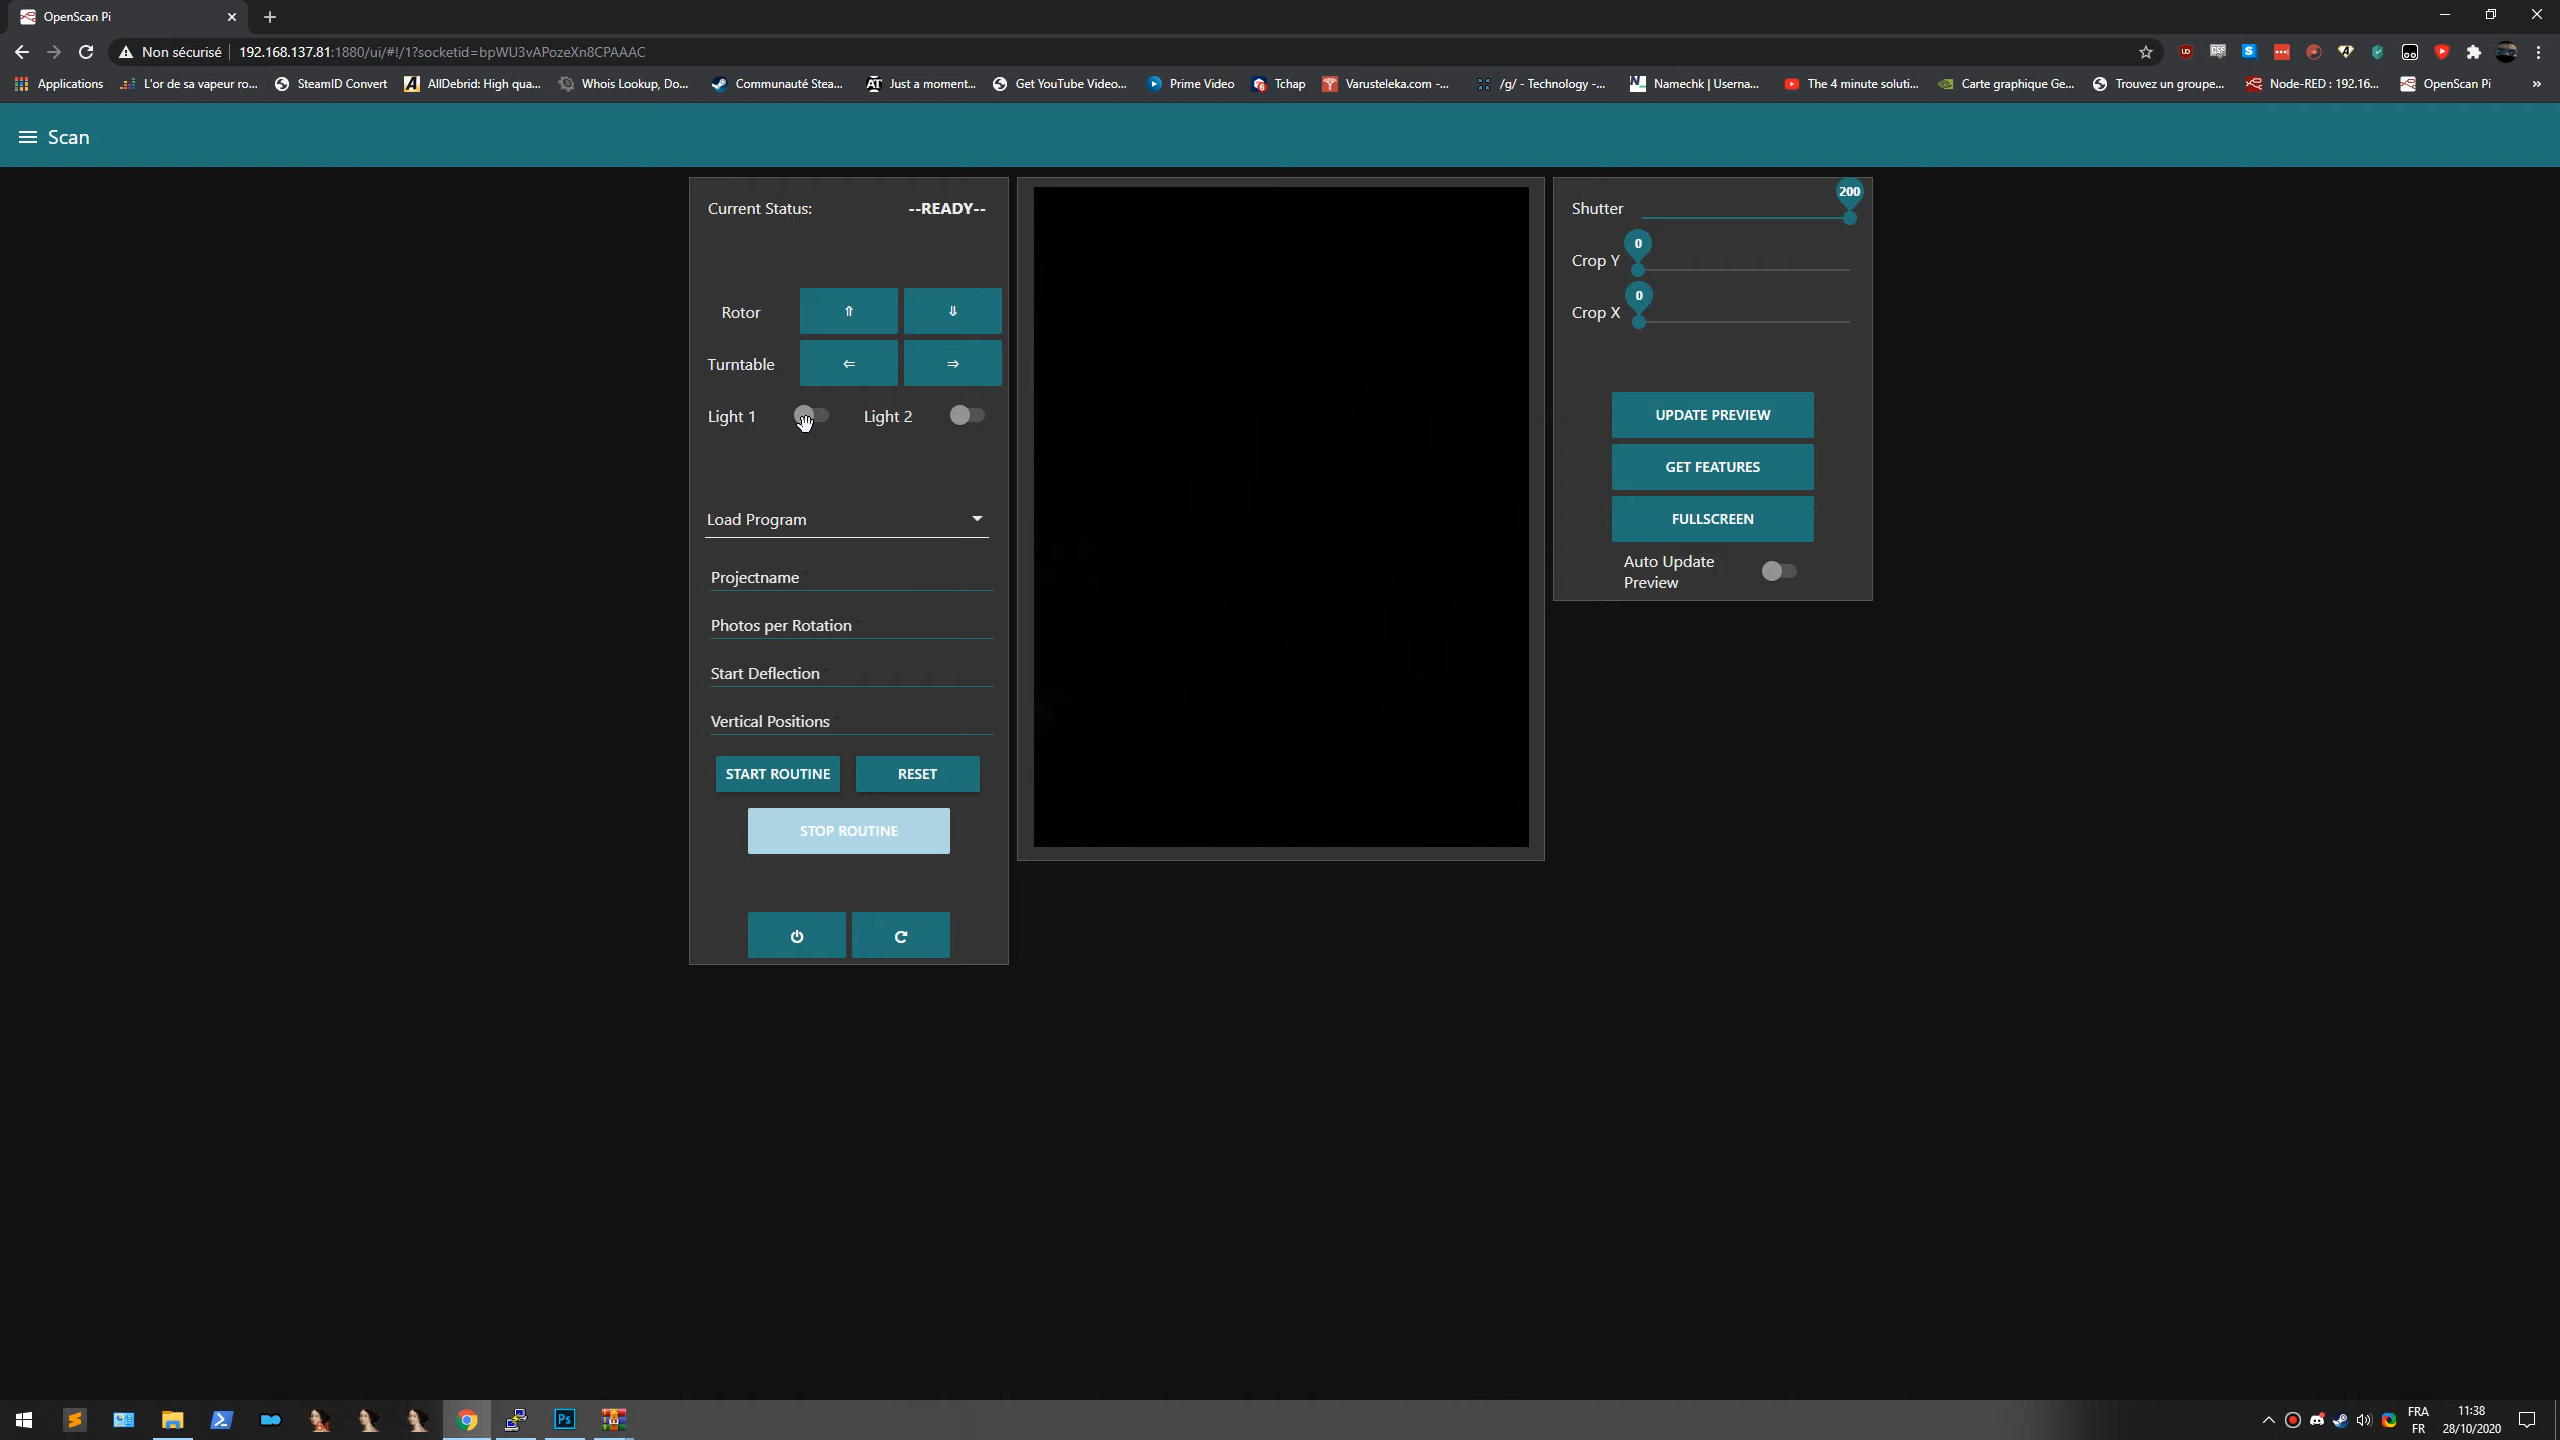 OpenScan Pi
Non sécurisé
192.168.137.81:1880/ui/#!/1?socketid=bpWU3vAPozeXn8CPAAAC
Applications
L'or de sa vapeur ro...
SteamID Convert
AllDebrid: High qua...
Whois Lookup, Do...
Communauté Stea...
Just a moment...
Get YouTube Video...
Prime Video
Tchap
Varusteleka.com -...
/g/ - Technology -...
Namechk | Userna...
The 4 minute soluti...
Carte graphique Ge...
Trouvez un groupe...
Node-RED : 192.16...
OpenScan Pi
»
Scan
Current Status: --READY--
Rotor ⇑ ⇓
Turntable ⇐ ⇒
Light 1 Light 2
Load Program
Projectname
Photos per Rotation
Start Deflection
Vertical Positions
START ROUTINE RESET
STOP ROUTINE
200
Shutter
0
Crop Y
0
Crop X
UPDATE PREVIEW
GET FEATURES
FULLSCREEN
Auto Update
Preview
Ps
FRA
FR
11:38
28/10/2020